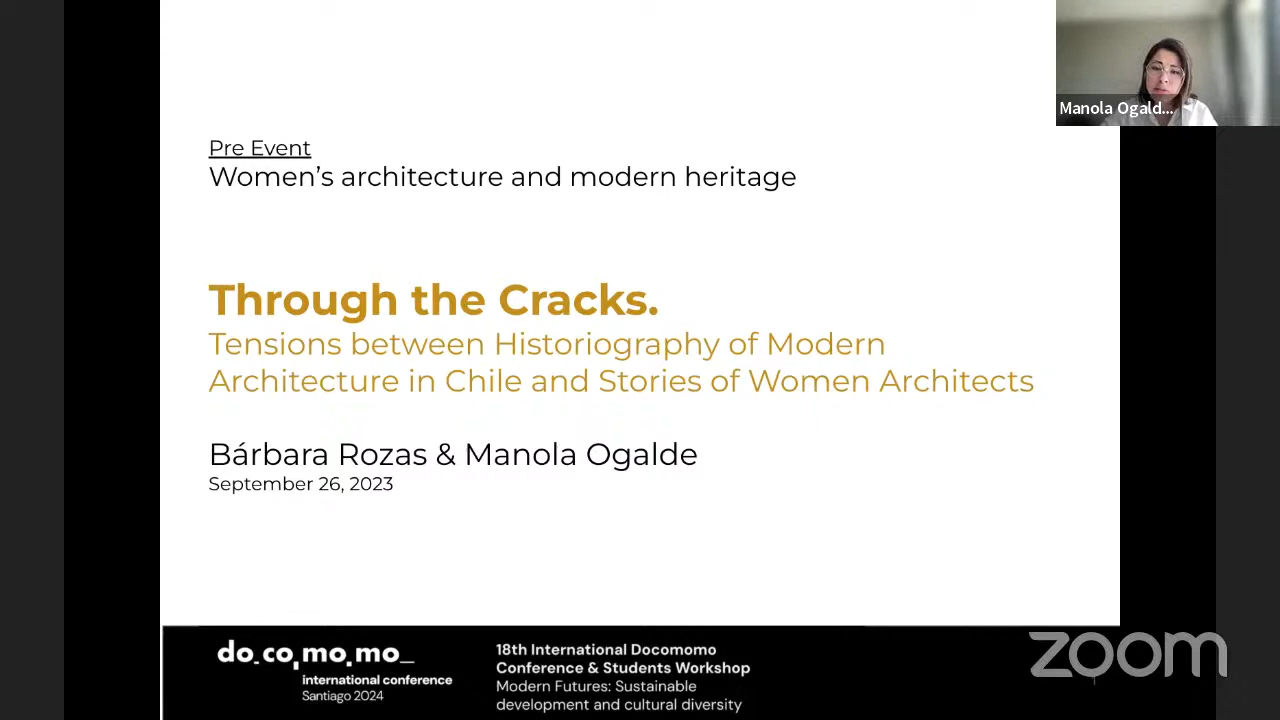 Manola Ogald...
Pre Event
Women’s architecture and modern heritage
Through the Cracks.
Tensions between Historiography of Modern
Architecture in Chile and Stories of Women Architects
Bárbara Rozas & Manola Ogalde
September 26, 2023
do_co,mo,mo_
international conference
Santiago 2024
18th International Docomomo
Conference & Students Workshop
Modern Futures: Sustainable
development and cultural diversity
zoom